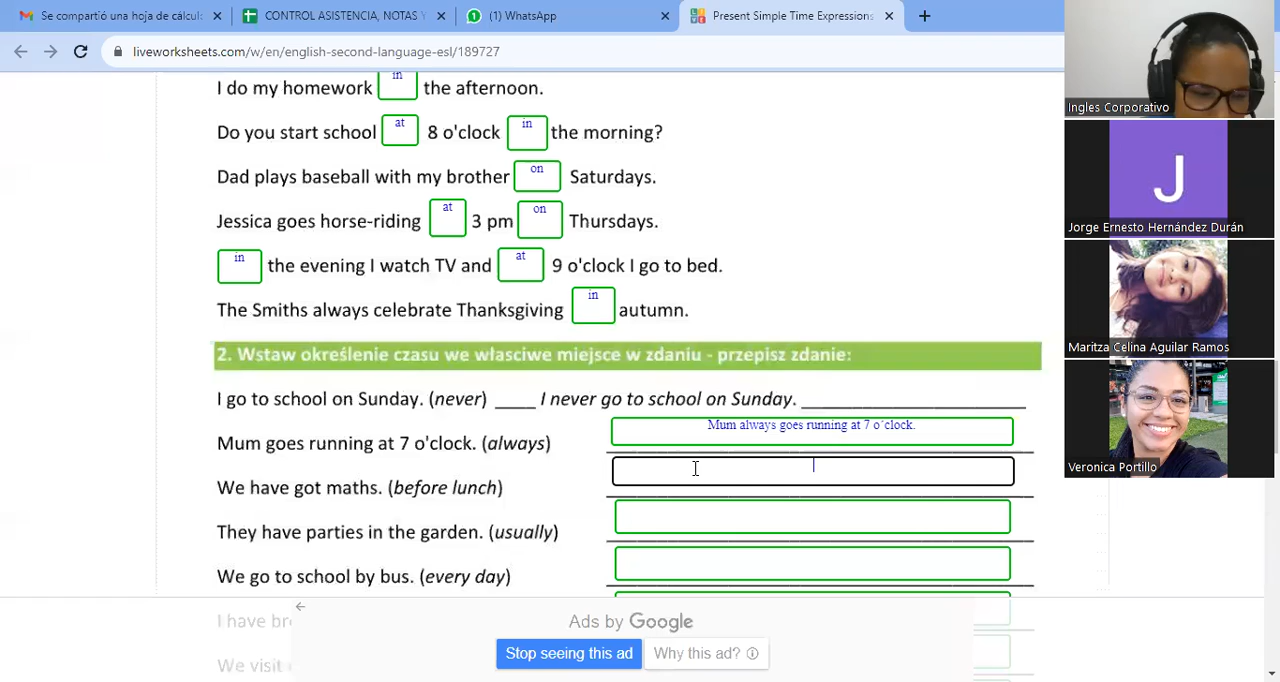 Se compartió una hoja de cálcul
CONTROL ASISTENCIA, NOTAS Y
(1) WhatsApp
Present Simple Time Expressions
liveworksheets.com/w/en/english-second-language-esl/189727
I do my homework in the afternoon.
Do you start school at 8 o'clock in the morning?
Dad plays baseball with my brother on Saturdays.
Jessica goes horse-riding at 3 pm on Thursdays.
in the evening I watch TV and at 9 o'clock I go to bed.
The Smiths always celebrate Thanksgiving in autumn.
2. Wstaw określenie czasu we własciwe miejsce w zdaniu - przepisz zdanie:
I go to school on Sunday. (never) ____ I never go to school on Sunday. ____
Mum goes running at 7 o'clock. (always) Mum always goes running at 7 o´clock.
We have got maths. (before lunch)
They have parties in the garden. (usually)
We go to school by bus. (every day)
I have br
We visit
Ads by Google
Stop seeing this ad
Why this ad?
Ingles Corporativo
J
Jorge Ernesto Hernández Durán
Maritza Celina Aguilar Ramos
Veronica Portillo